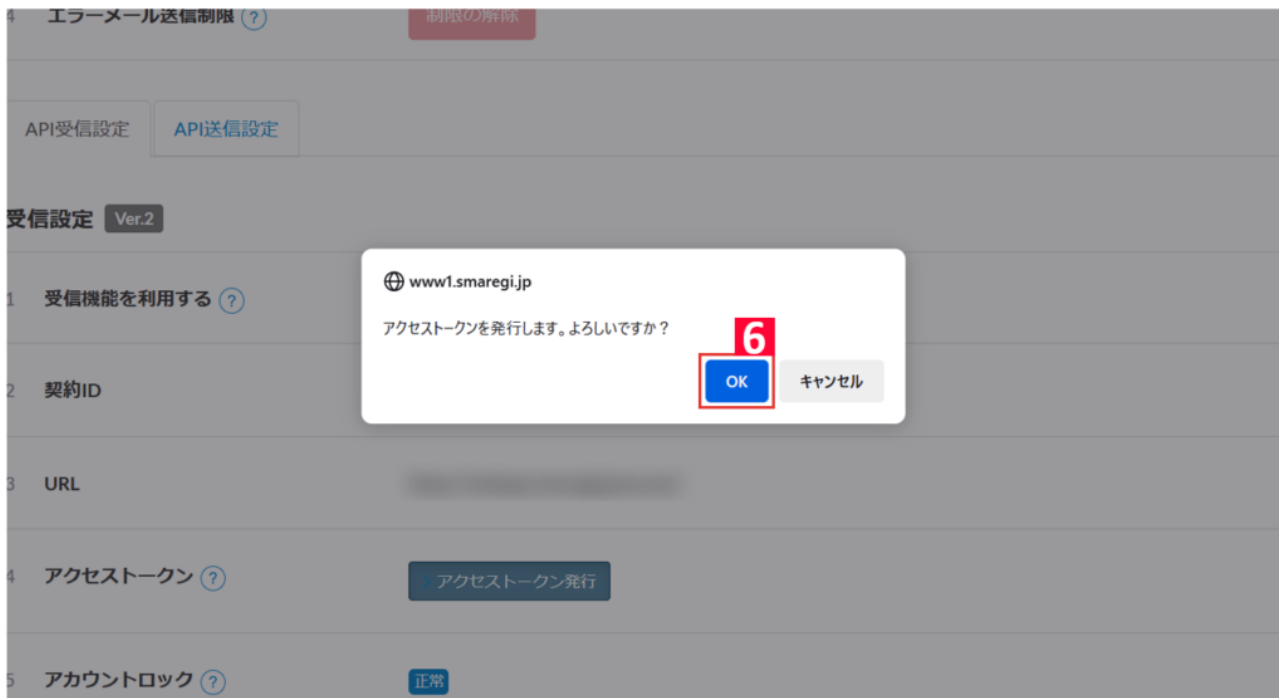 4 エラーメール送信制限 ?
制限の解除
API受信設定 API送信設定
受信設定 Ver.2
www1.smaregi.jp
1 受信機能を利用する ?
アクセストークンを発行します。よろしいですか？
6
OK キャンセル
2 契約ID
3 URL
4 アクセストークン ?
アクセストークン発行
5 アカウントロック ?
正常